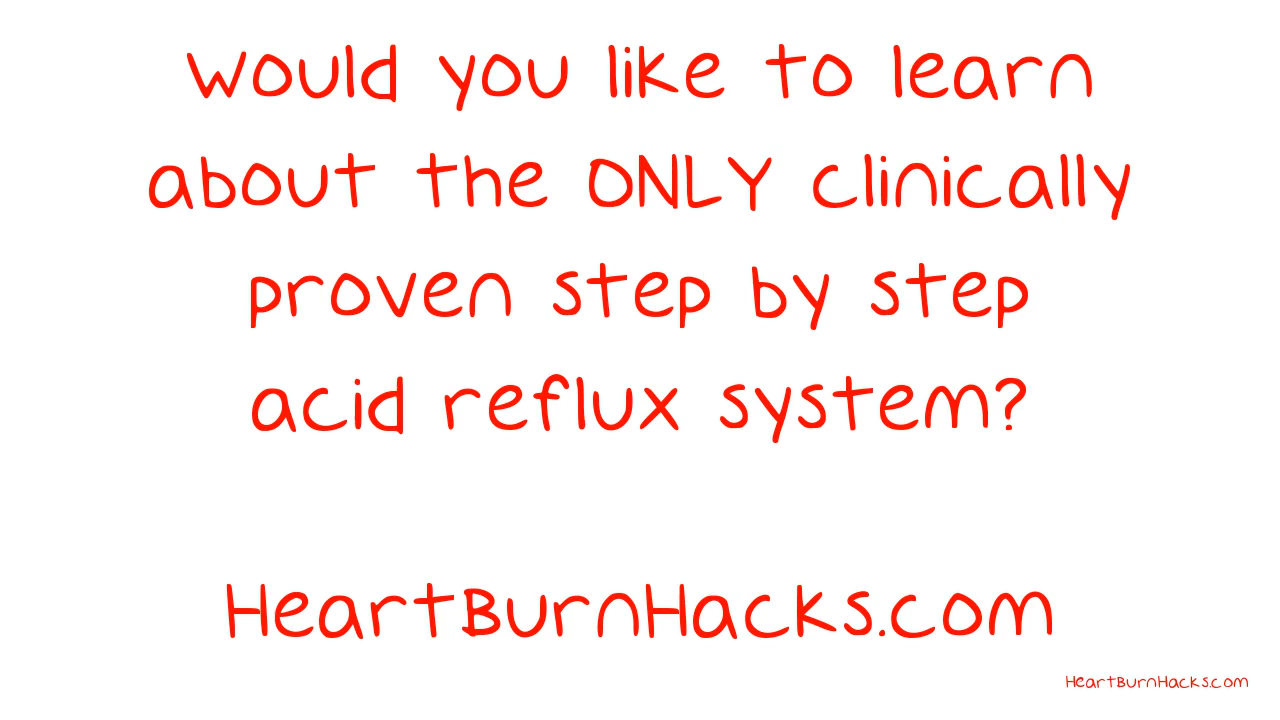 Would you like to learn
about the ONLY clinically
proven step by step
acid reflux system?
HeartBurnHacks.com
HeartBurnHacks.com